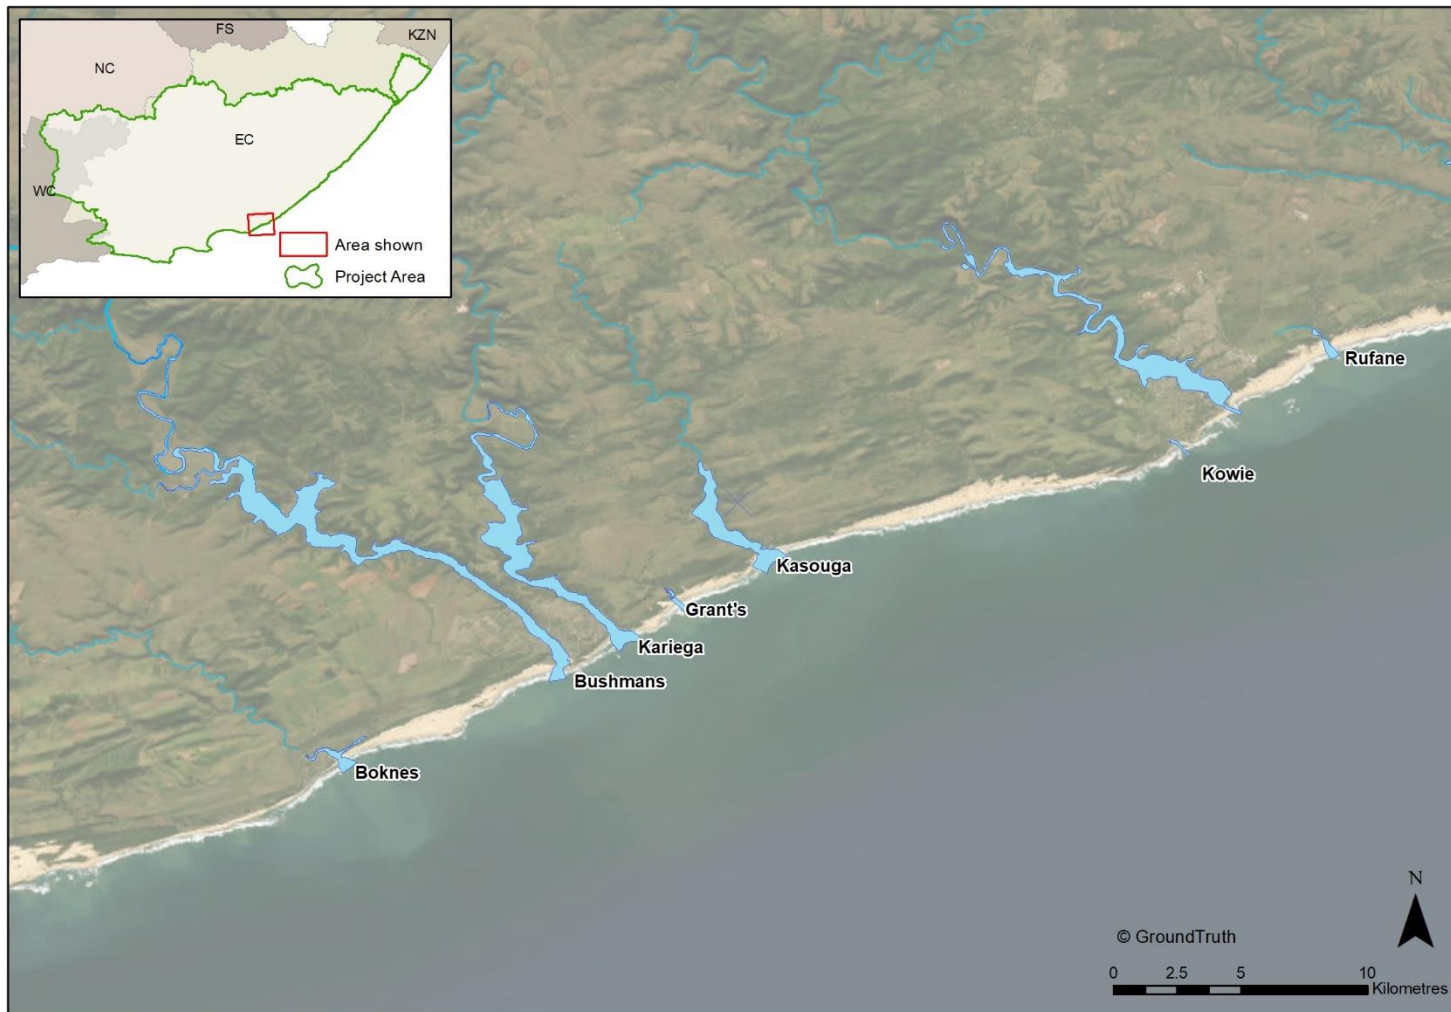 FS
KZN
NC
EC
WC
Area shown
Project Area
Rufane
Kowie
Kasouga
Grant's
Kariega
Bushmans
Boknes
N
© GroundTruth
0 2.5 5 10
Kilometres